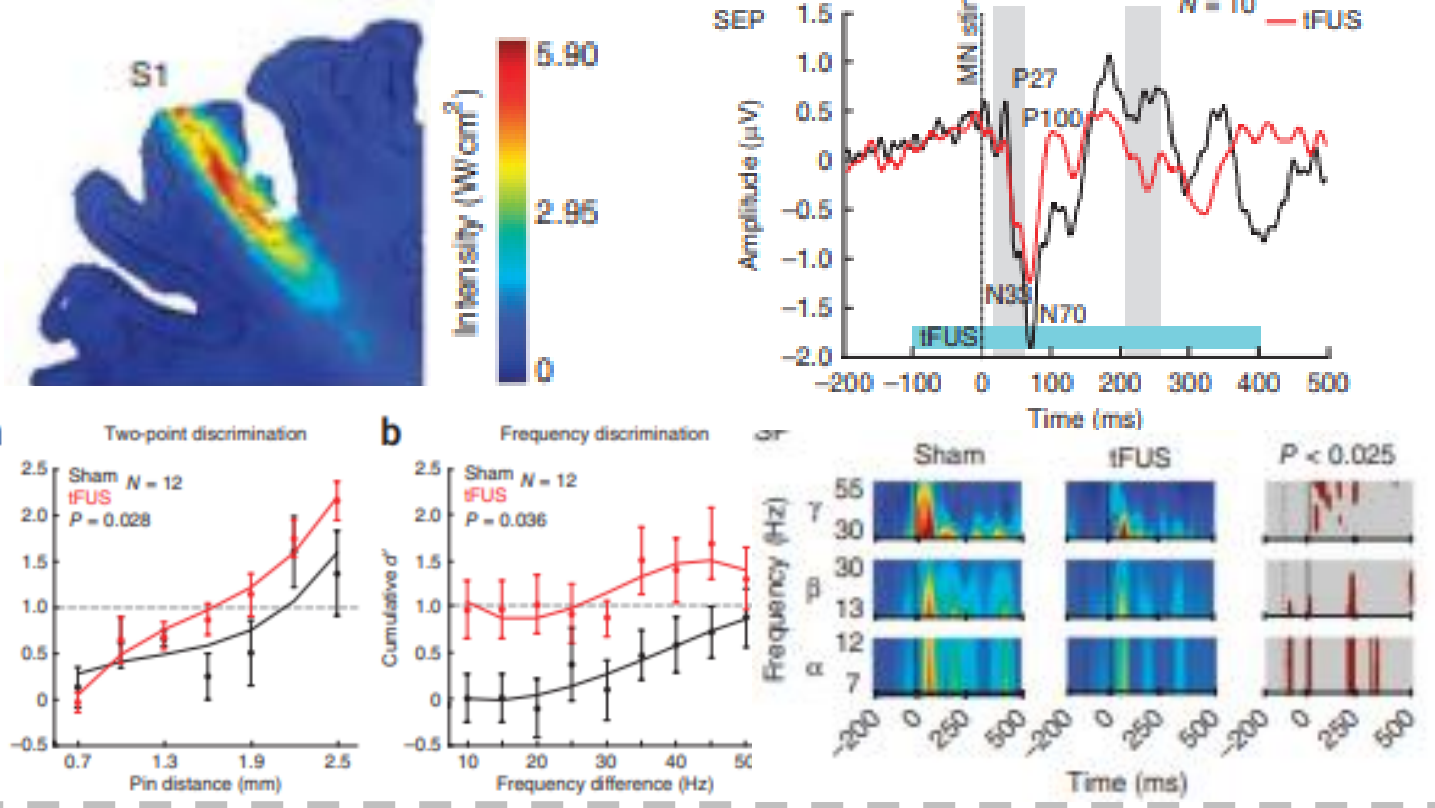 S1
Intensity (W/cm²)
5.90
2.95
0
SEP
N = 10
tFUS
MN stim
Amplitude (µV)
1.5
1.0
0.5
0
−0.5
−1.0
−1.5
−2.0
P27
P100
N33
N70
tFUS
−200 −100 0 100 200 300 400 500
Time (ms)
Two-point discrimination
Sham N = 12
tFUS
P = 0.028
2.5
2.0
1.5
1.0
0.5
0
−0.5
0.7 1.3 1.9 2.5
Pin distance (mm)
b
Frequency discrimination
Sham N = 12
tFUS
P = 0.036
Cumulative d′
2.5
2.0
1.5
1.0
0.5
0
−0.5
10 20 30 40 50
Frequency difference (Hz)
Sham tFUS P < 0.025
Frequency (Hz)
γ
55
30
β
30
13
α
12
7
−200 0 250 500 −200 0 250 500 −200 0 250 500
Time (ms)